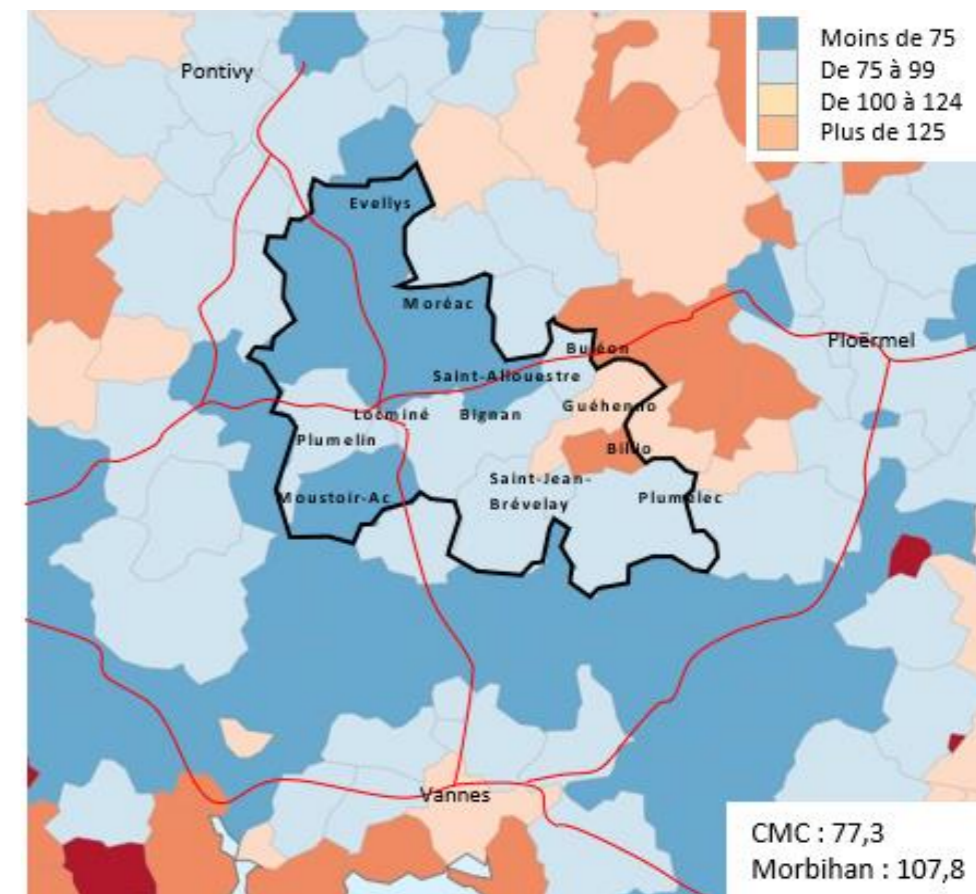 Moins de 75
De 75 à 99
De 100 à 124
Plus de 125
Pontivy
Evellys
Moréac
Buléon
Ploërmel
Saint-Allouestre
Locminé
Bignan
Guéhenno
Plumelin
Billio
Saint-Jean-
Brévelay
Moustoir-Ac
Plumelec
Vannes
CMC : 77,3
Morbihan : 107,8